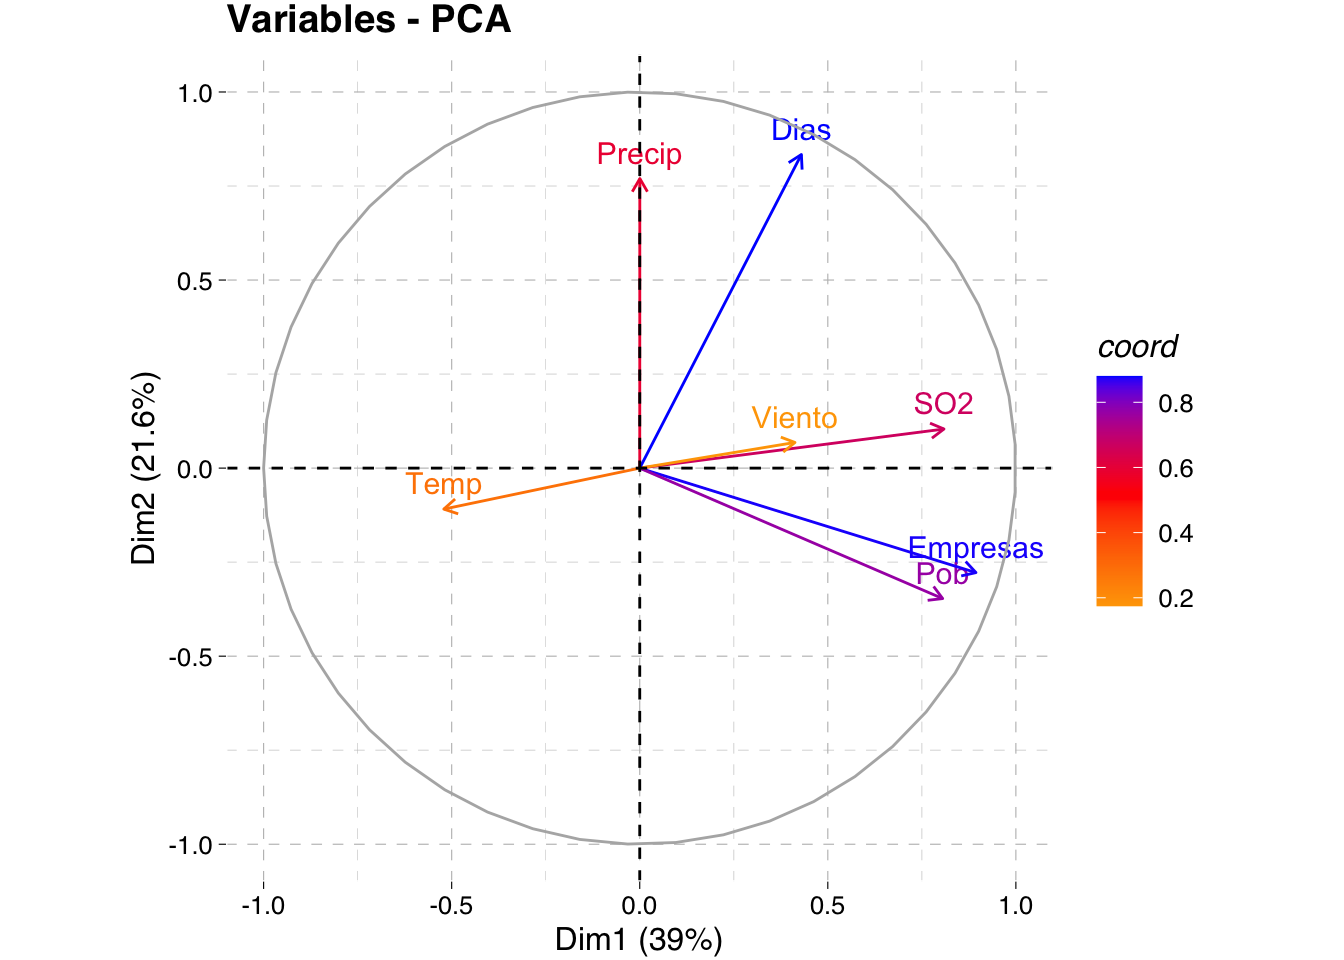 Variables - PCA
1.0
Dias
Precip
0.5
coord
0.8
SO2
Viento
0.6
0.0
Temp
0.4
Dim2 (21.6%)
Empresas
Pob
0.2
-0.5
-1.0
-1.0 -0.5 0.0 0.5 1.0
Dim1 (39%)